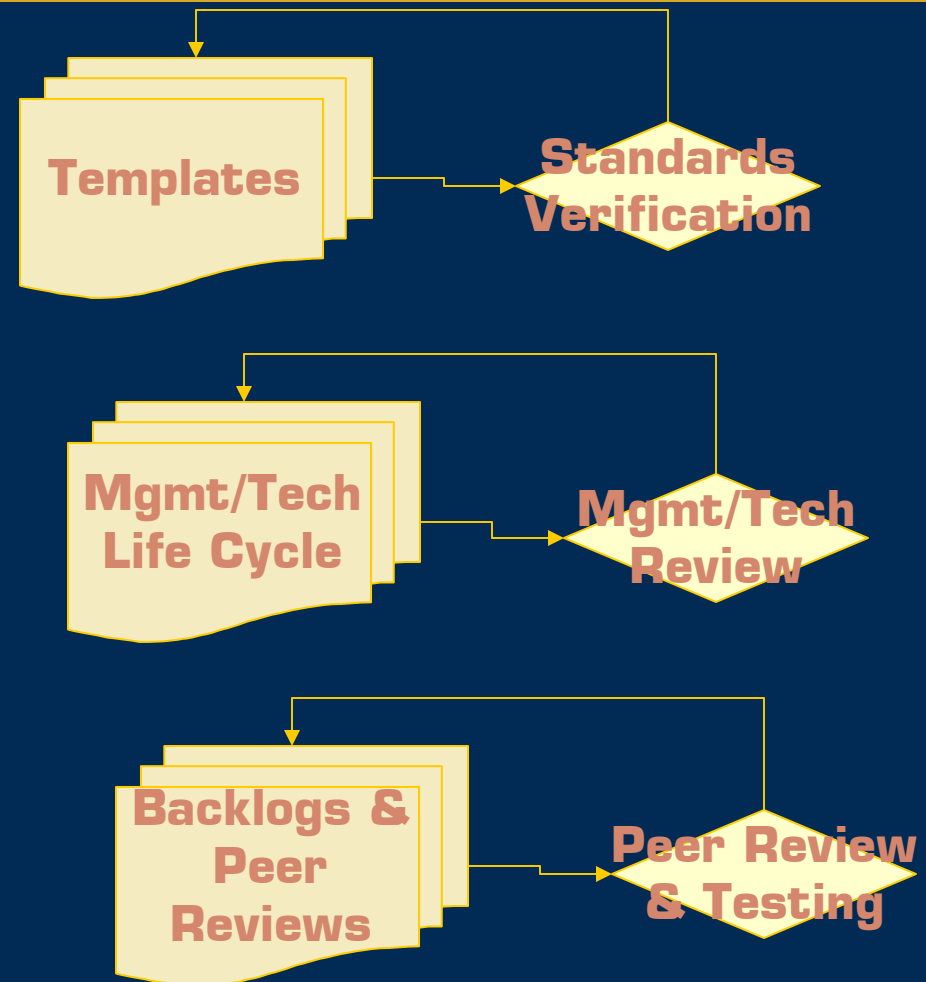 Templates
Standards
Verification
Mgmt/Tech
Life Cycle
Mgmt/Tech
Review
Backlogs &
Peer
Reviews
Peer Review
& Testing